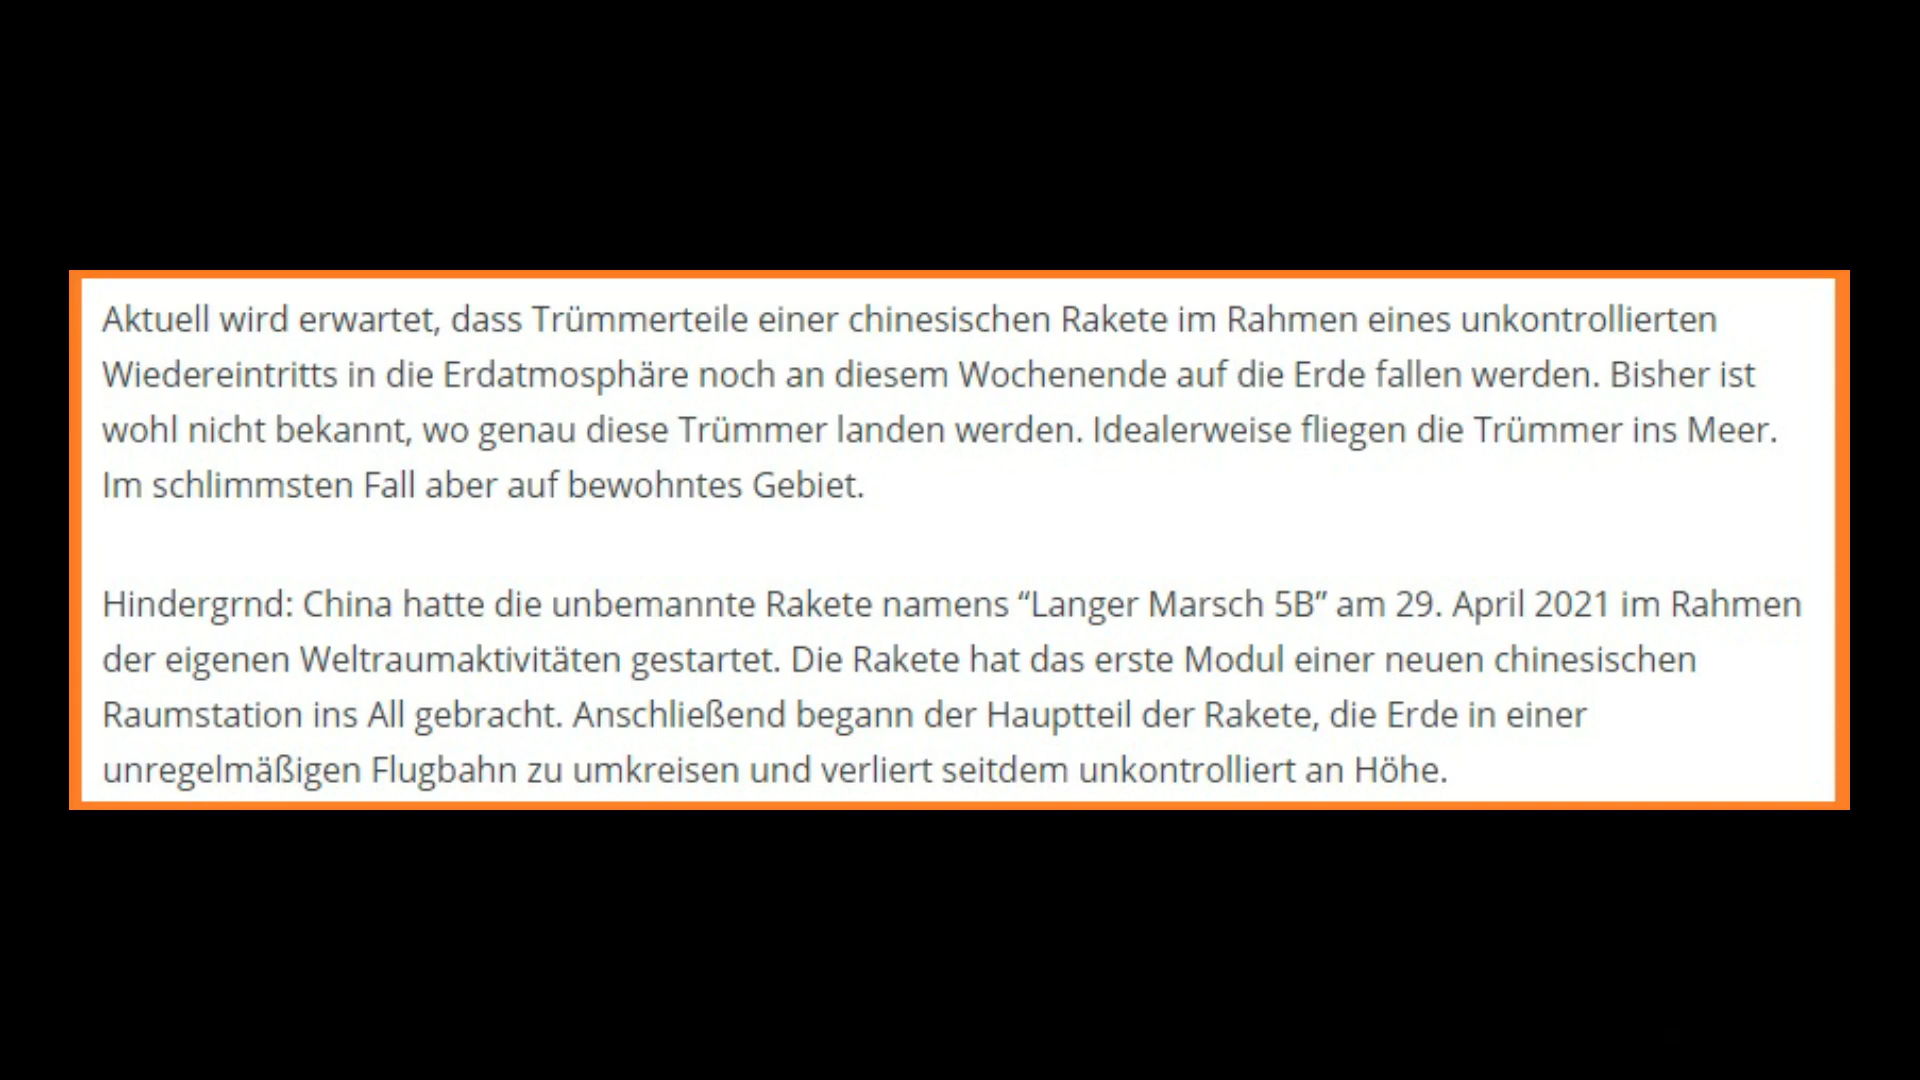 Aktuell wird erwartet, dass Trümmerteile einer chinesischen Rakete im Rahmen eines unkontrollierten
Wiedereintritts in die Erdatmosphäre noch an diesem Wochenende auf die Erde fallen werden. Bisher ist
wohl nicht bekannt, wo genau diese Trümmer landen werden. Idealerweise fliegen die Trümmer ins Meer.
Im schlimmsten Fall aber auf bewohntes Gebiet.
Hindergrnd: China hatte die unbemannte Rakete namens “Langer Marsch 5B” am 29. April 2021 im Rahmen
der eigenen Weltraumaktivitäten gestartet. Die Rakete hat das erste Modul einer neuen chinesischen
Raumstation ins All gebracht. Anschließend begann der Hauptteil der Rakete, die Erde in einer
unregelmäßigen Flugbahn zu umkreisen und verliert seitdem unkontrolliert an Höhe.